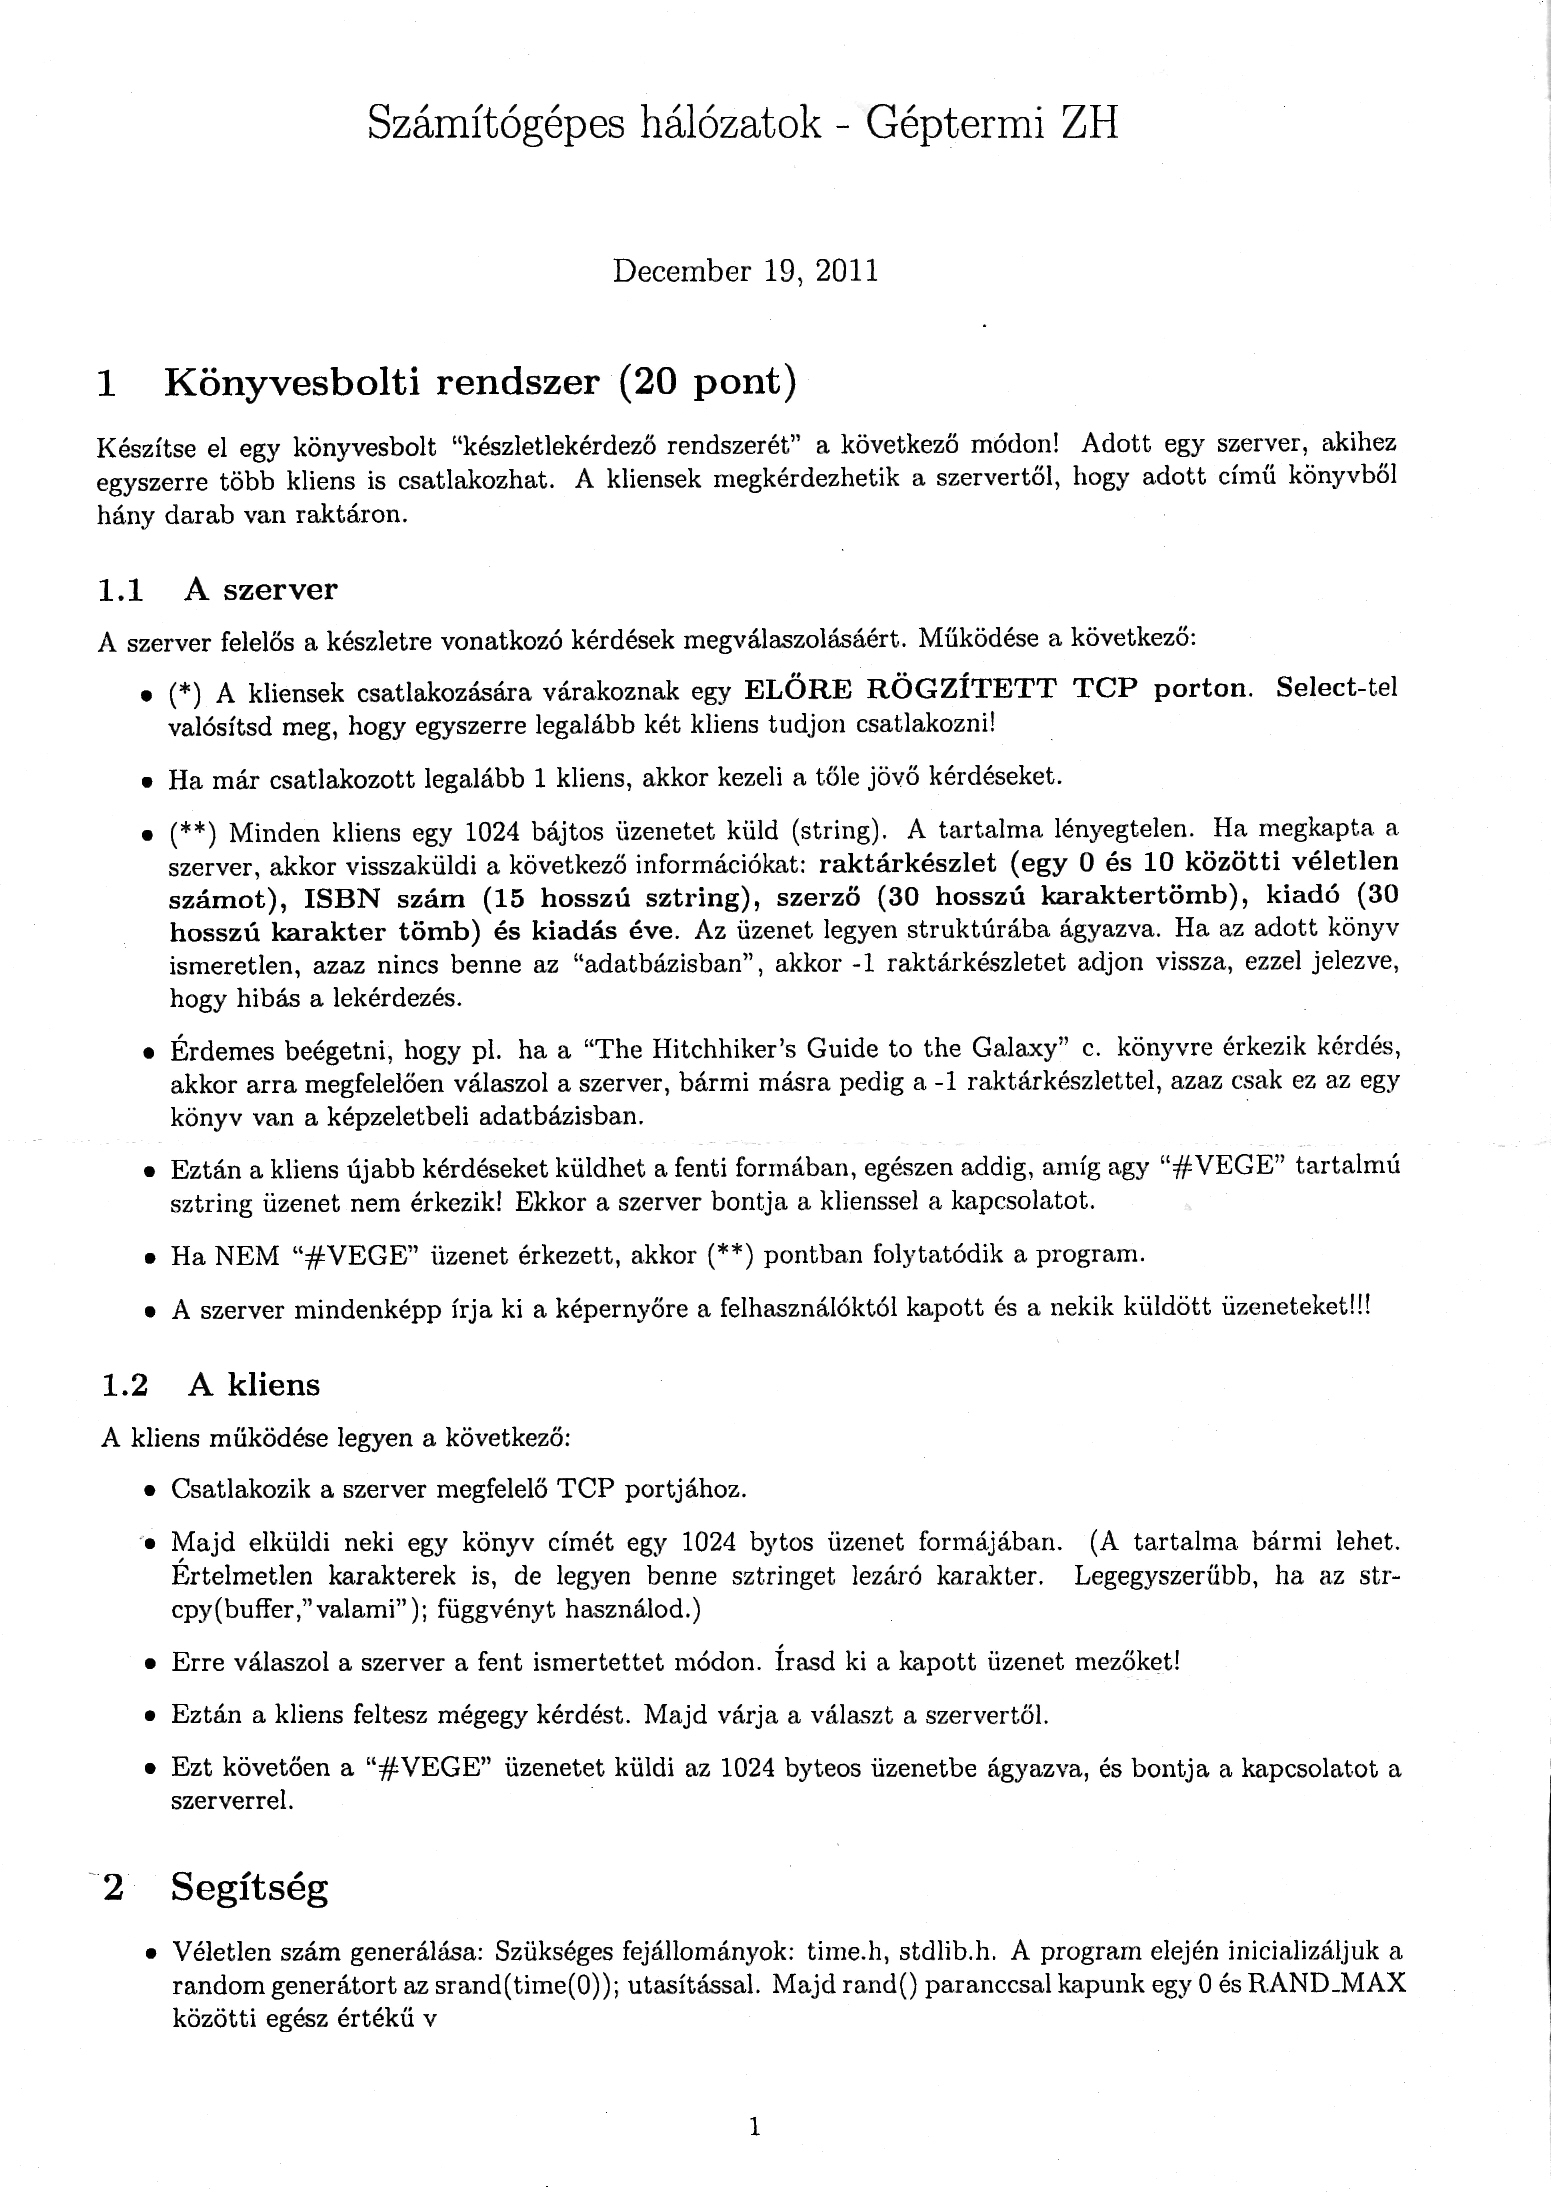 Számítógépes hálózatok - Géptermi ZH
December 19, 2011
1 Könyvesbolti rendszer (20 pont)
Készítse el egy könyvesbolt “készletlekérdező rendszerét” a következő módon! Adott egy szerver, akihez
egyszerre több kliens is csatlakozhat. A kliensek megkérdezhetik a szervertől, hogy adott című könyvből
hány darab van raktáron.
1.1 A szerver
A szerver felelős a készletre vonatkozó kérdések megválaszolásáért. Működése a következő:
• (*) A kliensek csatlakozására várakoznak egy ELŐRE RÖGZÍTETT TCP porton. Select-tel
valósítsd meg, hogy egyszerre legalább két kliens tudjon csatlakozni!
• Ha már csatlakozott legalább 1 kliens, akkor kezeli a tőle jövő kérdéseket.
• (**) Minden kliens egy 1024 bájtos üzenetet küld (string). A tartalma lényegtelen. Ha megkapta a
szerver, akkor visszaküldi a következő információkat: raktárkészlet (egy 0 és 10 közötti véletlen
számot), ISBN szám (15 hosszú sztring), szerző (30 hosszú karaktertömb), kiadó (30
hosszú karakter tömb) és kiadás éve. Az üzenet legyen struktúrába ágyazva. Ha az adott könyv
ismeretlen, azaz nincs benne az “adatbázisban”, akkor -1 raktárkészletet adjon vissza, ezzel jelezve,
hogy hibás a lekérdezés.
• Érdemes beégetni, hogy pl. ha a “The Hitchhiker’s Guide to the Galaxy” c. könyvre érkezik kérdés,
akkor arra megfelelően válaszol a szerver, bármi másra pedig a -1 raktárkészlettel, azaz csak ez az egy
könyv van a képzeletbeli adatbázisban.
• Eztán a kliens újabb kérdéseket küldhet a fenti formában, egészen addig, amíg agy “#VEGE” tartalmú
sztring üzenet nem érkezik! Ekkor a szerver bontja a klienssel a kapcsolatot.
• Ha NEM “#VEGE” üzenet érkezett, akkor (**) pontban folytatódik a program.
• A szerver mindenképp írja ki a képernyőre a felhasználóktól kapott és a nekik küldött üzeneteket!!!
1.2 A kliens
A kliens működése legyen a következő:
• Csatlakozik a szerver megfelelő TCP portjához.
• Majd elküldi neki egy könyv címét egy 1024 bytos üzenet formájában. (A tartalma bármi lehet.
Értelmetlen karakterek is, de legyen benne sztringet lezáró karakter. Legegyszerűbb, ha az str-
cpy(buffer,”valami”); függvényt használod.)
• Erre válaszol a szerver a fent ismertettet módon. Írasd ki a kapott üzenet mezőket!
• Eztán a kliens feltesz mégegy kérdést. Majd várja a választ a szervertől.
• Ezt követően a “#VEGE” üzenetet küldi az 1024 byteos üzenetbe ágyazva, és bontja a kapcsolatot a
szerverrel.
2 Segítség
• Véletlen szám generálása: Szükséges fejállományok: time.h, stdlib.h. A program elején inicializáljuk a
random generátort az srand(time(0)); utasítással. Majd rand() paranccsal kapunk egy 0 és RAND_MAX
közötti egész értékű v
1